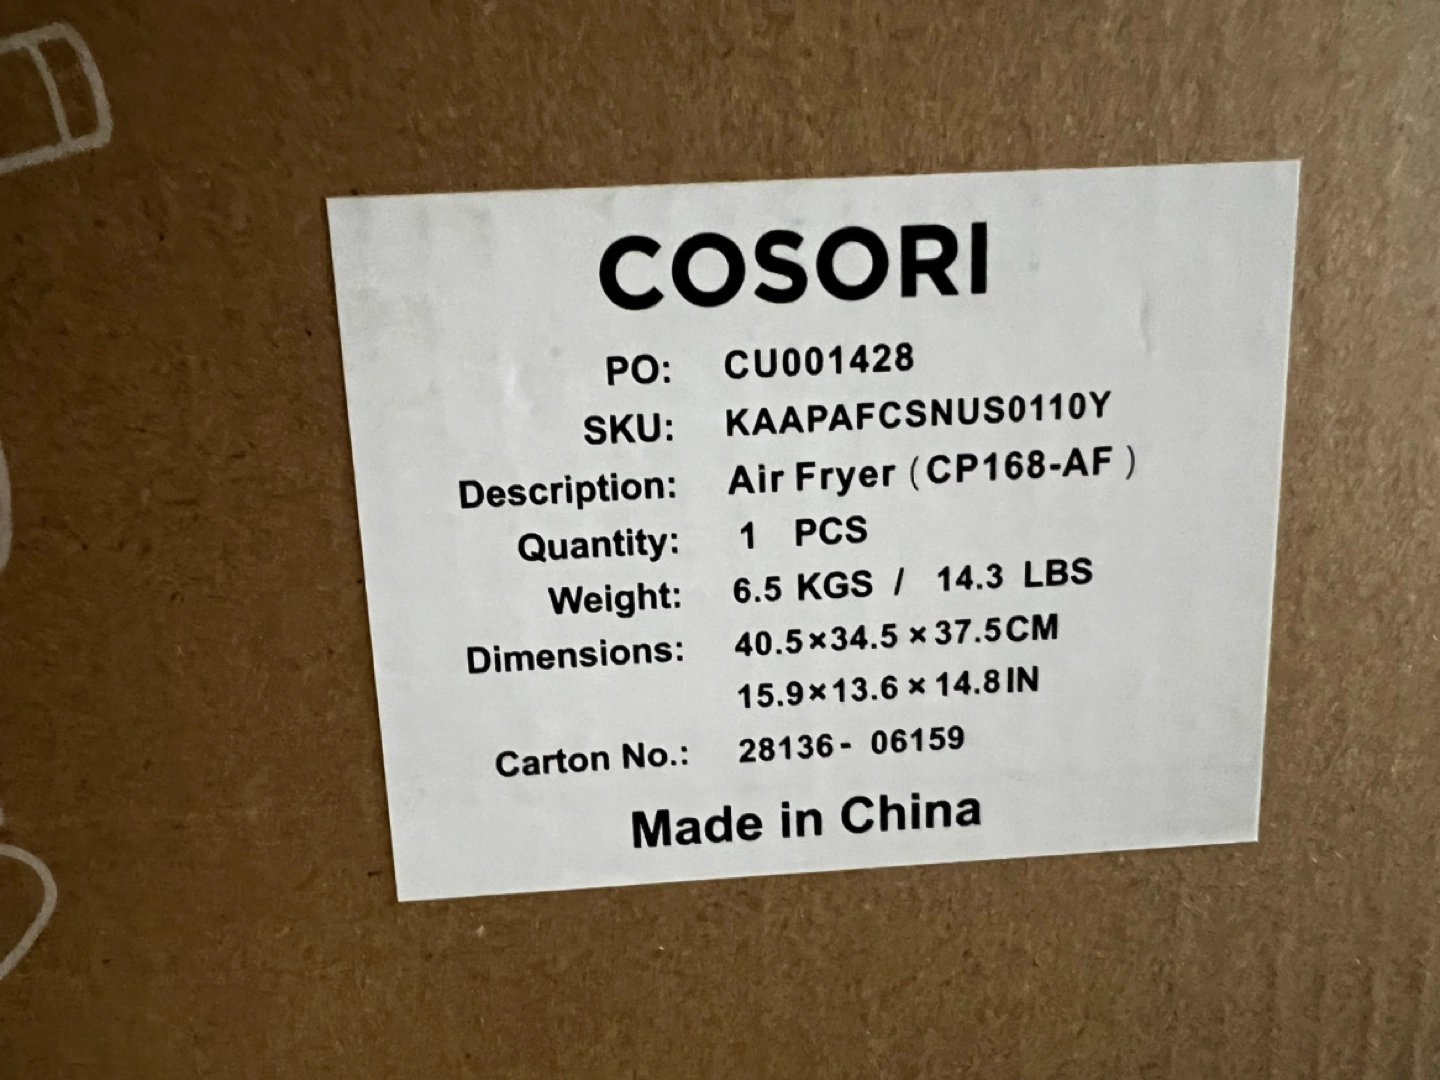 COSORI
PO: CU001428
SKU: KAAPAFCSNUS0110Y
Description: Air Fryer (CP168-AF)
Quantity: 1 PCS
Weight: 6.5 KGS / 14.3 LBS
Dimensions: 40.5×34.5×37.5CM
15.9×13.6×14.8IN
Carton No.: 28136- 06159
Made in China